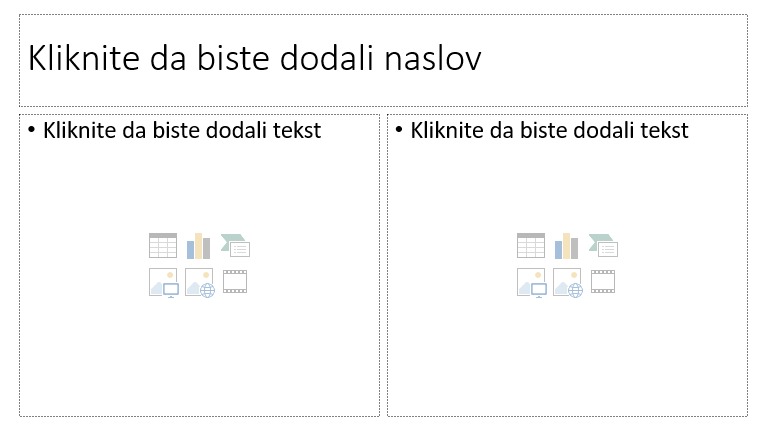 Kliknite da biste dodali naslov
• Kliknite da biste dodali tekst
• Kliknite da biste dodali tekst